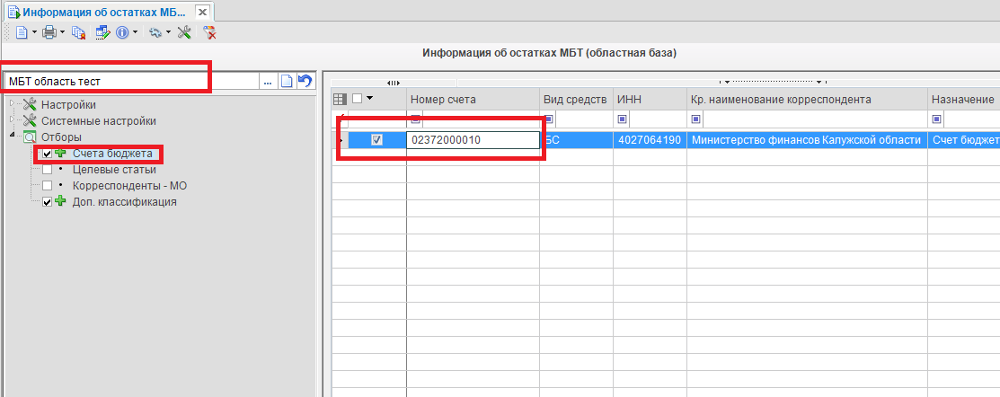 Информация об остатках МБ...
Информация об остатках МБТ (областная база)
МБТ область тест
...
Настройки
Системные настройки
Отборы
Счета бюджета
Целевые статьи
Корреспонденты - МО
Доп. классификация
Номер счета Вид средств ИНН Кр. наименование корреспондента Назначение
02372000010 БС 4027064190 Министерство финансов Калужской области Счет бюджет